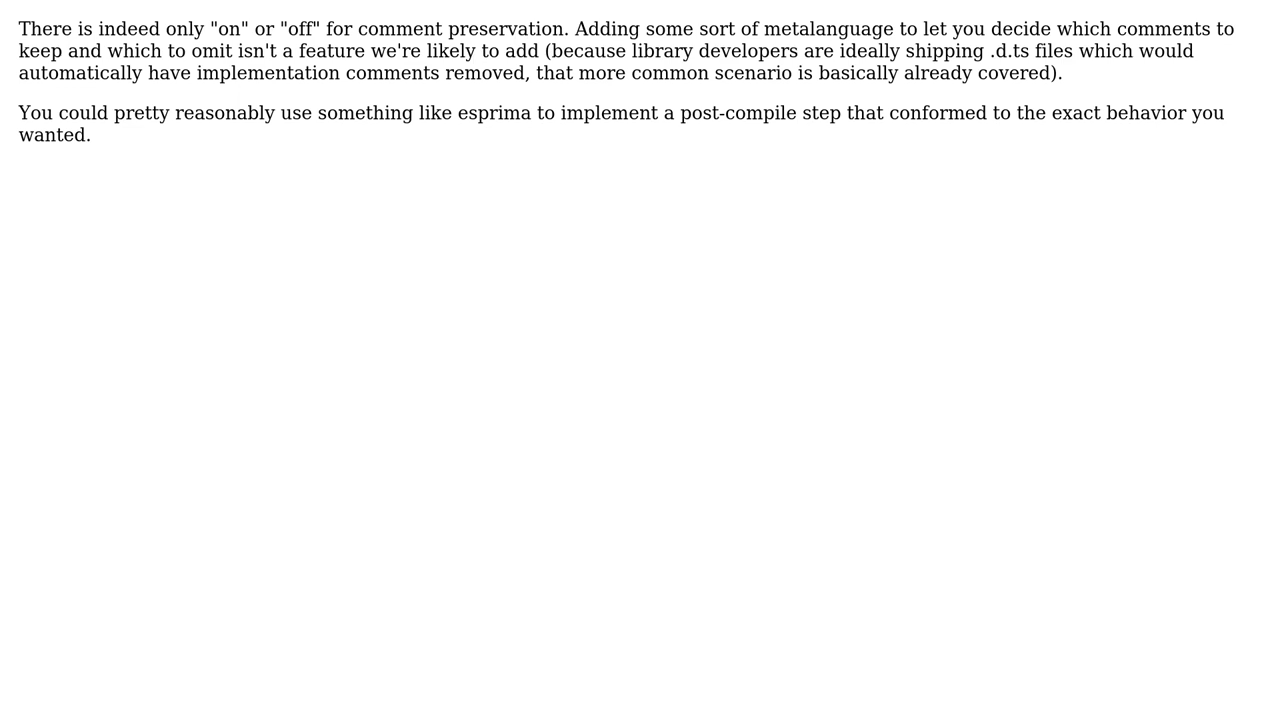 There is indeed only "on" or "off" for comment preservation. Adding some sort of metalanguage to let you decide which comments to
keep and which to omit isn't a feature we're likely to add (because library developers are ideally shipping .d.ts files which would
automatically have implementation comments removed, that more common scenario is basically already covered).
You could pretty reasonably use something like esprima to implement a post-compile step that conformed to the exact behavior you
wanted.